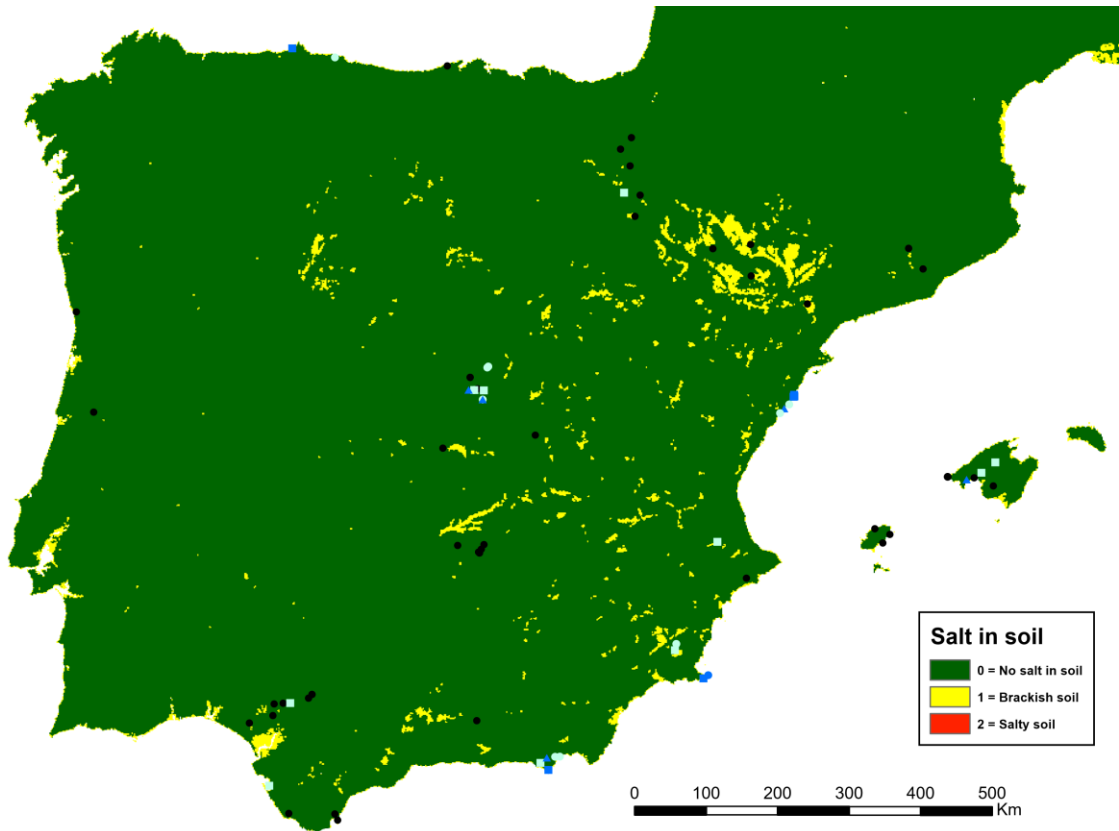 Salt in soil
0 = No salt in soil
1 = Brackish soil
2 = Salty soil
0 100 200 300 400 500
Km